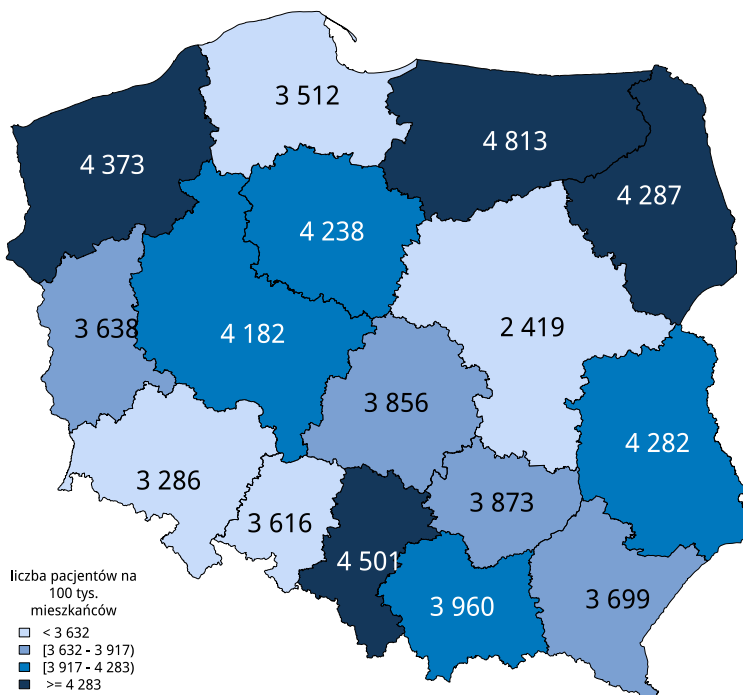 3 512
4 813
4 373
4 287
4 238
2 419
3 638
4 182
3 856
4 282
3 286
3 873
3 616
4 501
3 960
3 699
liczba pacjentów na
100 tys.
mieszkańców
< 3 632
[3 632 - 3 917)
[3 917 - 4 283)
>= 4 283